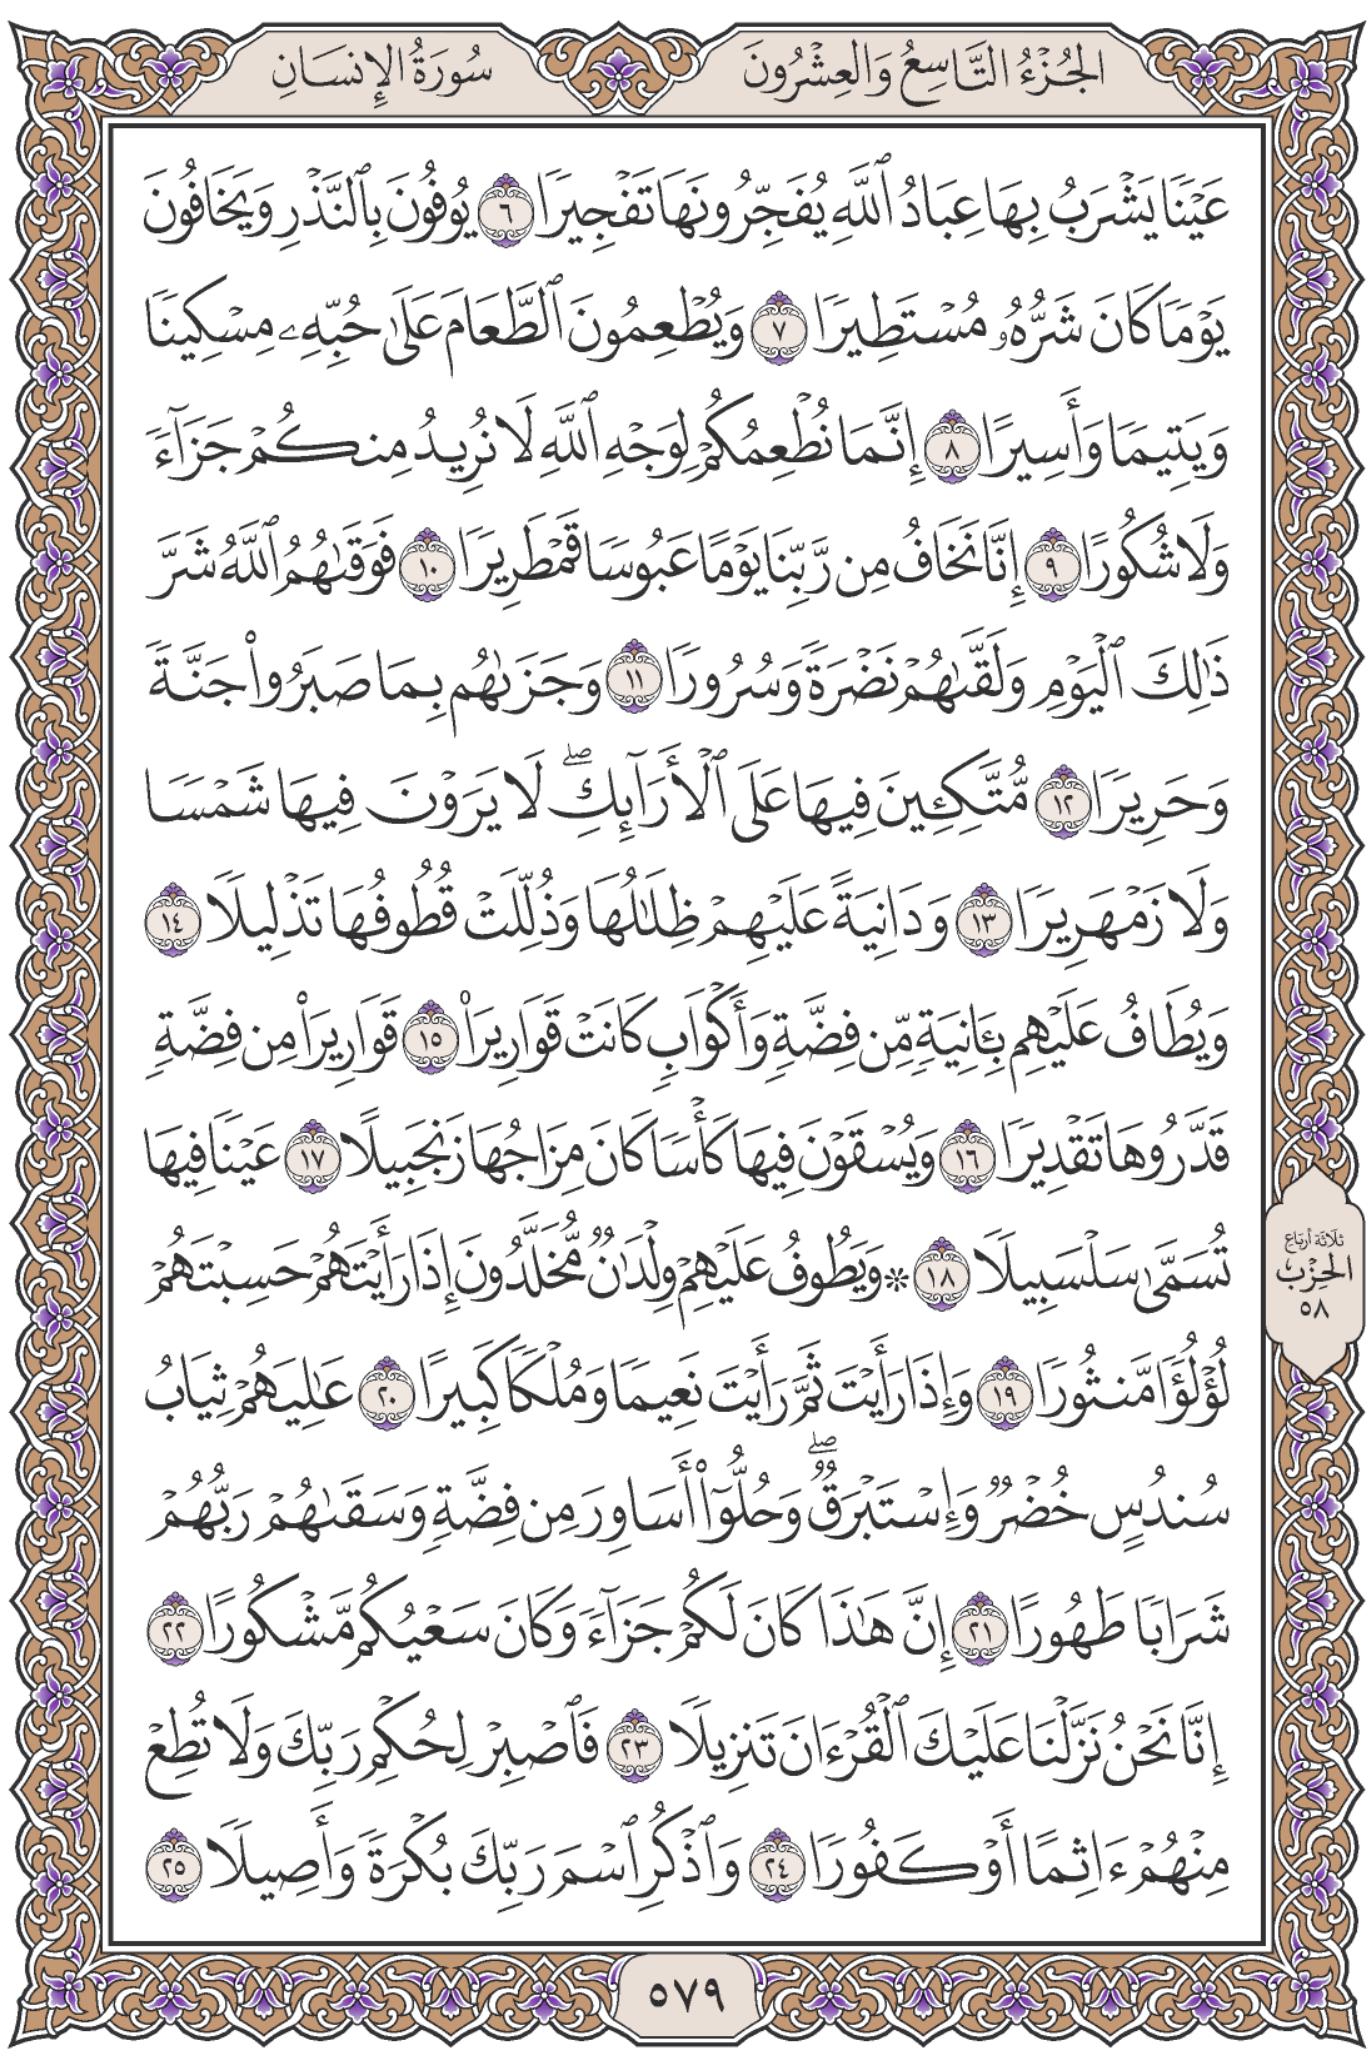 الجُزْءُ التَّاسِعُ وَالعِشْرُونَ
سُورَةُ الإِنسَانِ
عَيْنًا يَشْرَبُ بِهَا عِبَادُ ٱللَّهِ يُفَجِّرُونَهَا تَفْجِيرًا ٦ يُوفُونَ بِٱلنَّذْرِ وَيَخَافُونَ
يَوْمًا كَانَ شَرُّهُۥ مُسْتَطِيرًا ٧ وَيُطْعِمُونَ ٱلطَّعَامَ عَلَىٰ حُبِّهِۦ مِسْكِينًا
وَيَتِيمًا وَأَسِيرًا ٨ إِنَّمَا نُطْعِمُكُمْ لِوَجْهِ ٱللَّهِ لَا نُرِيدُ مِنكُمْ جَزَآءً
وَلَا شُكُورًا ٩ إِنَّا نَخَافُ مِن رَّبِّنَا يَوْمًا عَبُوسًا قَمْطَرِيرًا ١٠ فَوَقَىٰهُمُ ٱللَّهُ شَرَّ
ذَٰلِكَ ٱلْيَوْمِ وَلَقَّىٰهُمْ نَضْرَةً وَسُرُورًا ١١ وَجَزَىٰهُم بِمَا صَبَرُوا۟ جَنَّةً
وَحَرِيرًا ١٢ مُّتَّكِـِٔينَ فِيهَا عَلَى ٱلْأَرَآئِكِ ۖ لَا يَرَوْنَ فِيهَا شَمْسًا
وَلَا زَمْهَرِيرًا ١٣ وَدَانِيَةً عَلَيْهِمْ ظِلَٰلُهَا وَذُلِّلَتْ قُطُوفُهَا تَذْلِيلًا ١٤
وَيُطَافُ عَلَيْهِم بِـَٔانِيَةٍ مِّن فِضَّةٍ وَأَكْوَابٍ كَانَتْ قَوَارِيرَا۠ ١٥ قَوَارِيرَا۟ مِن فِضَّةٍ
قَدَّرُوهَا تَقْدِيرًا ١٦ وَيُسْقَوْنَ فِيهَا كَأْسًا كَانَ مِزَاجُهَا زَنجَبِيلًا ١٧ عَيْنًا فِيهَا
تُسَمَّىٰ سَلْسَبِيلًا ١٨ * وَيَطُوفُ عَلَيْهِمْ وِلْدَٰنٌ مُّخَلَّدُونَ إِذَا رَأَيْتَهُمْ حَسِبْتَهُمْ
لُؤْلُؤًا مَّنثُورًا ١٩ وَإِذَا رَأَيْتَ ثَمَّ رَأَيْتَ نَعِيمًا وَمُلْكًا كَبِيرًا ٢٠ عَٰلِيَهُمْ ثِيَابُ
سُندُسٍ خُضْرٌ وَإِسْتَبْرَقٌ ۖ وَحُلُّوٓا۟ أَسَاوِرَ مِن فِضَّةٍ وَسَقَىٰهُمْ رَبُّهُمْ
شَرَابًا طَهُورًا ٢١ إِنَّ هَٰذَا كَانَ لَكُمْ جَزَآءً وَكَانَ سَعْيُكُم مَّشْكُورًا ٢٢
إِنَّا نَحْنُ نَزَّلْنَا عَلَيْكَ ٱلْقُرْءَانَ تَنزِيلًا ٢٣ فَٱصْبِرْ لِحُكْمِ رَبِّكَ وَلَا تُطِعْ
مِنْهُمْ ءَاثِمًا أَوْ كَفُورًا ٢٤ وَٱذْكُرِ ٱسْمَ رَبِّكَ بُكْرَةً وَأَصِيلًا ٢٥
ثَلَاثَة أَربَاع
الحِزْب
٥٨
٥٧٩